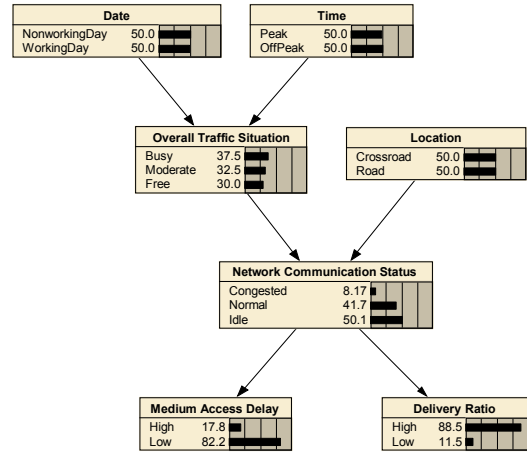 Date
NonworkingDay 50.0
WorkingDay 50.0
Time
Peak 50.0
OffPeak 50.0
Overall Traffic Situation
Busy 37.5
Moderate 32.5
Free 30.0
Location
Crossroad 50.0
Road 50.0
Network Communication Status
Congested 8.17
Normal 41.7
Idle 50.1
Medium Access Delay
High 17.8
Low 82.2
Delivery Ratio
High 88.5
Low 11.5